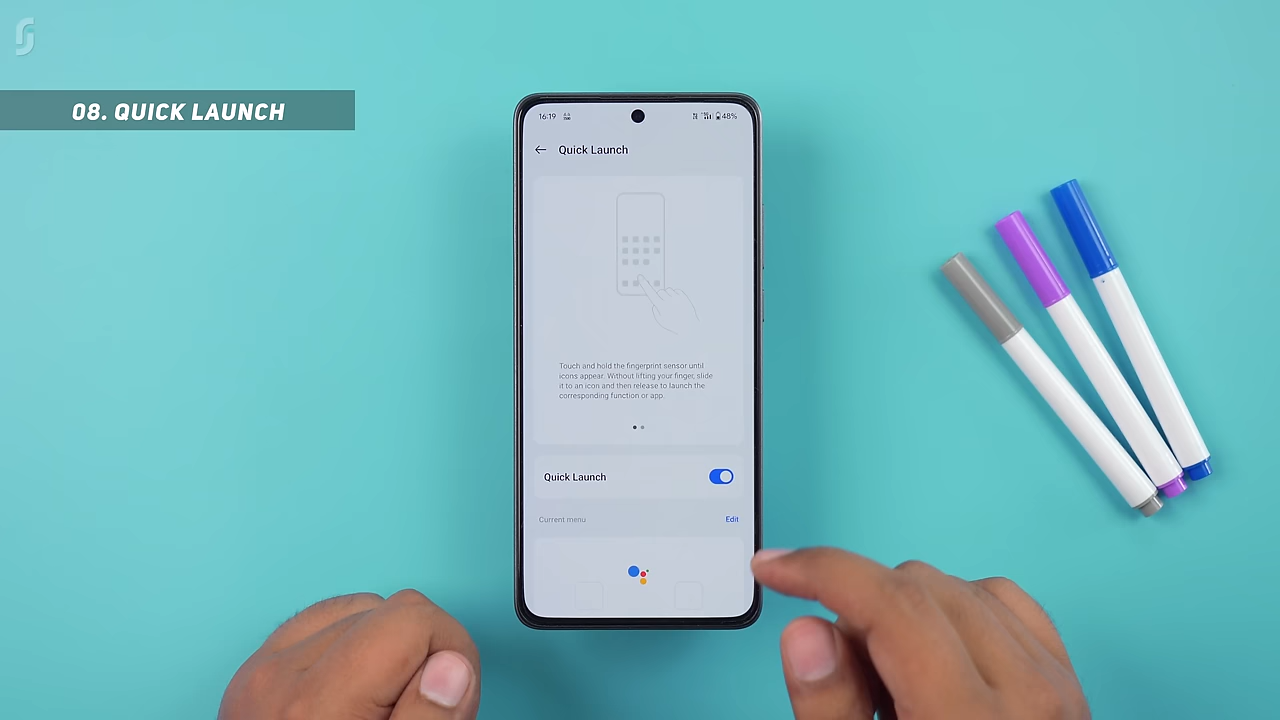 08. QUICK LAUNCH
16:19
48%
Quick Launch
Touch and hold the fingerprint sensor until
icons appear. Without lifting your finger, slide
it to an icon and then release to launch the
corresponding function or app.
Quick Launch
Current menu
Edit